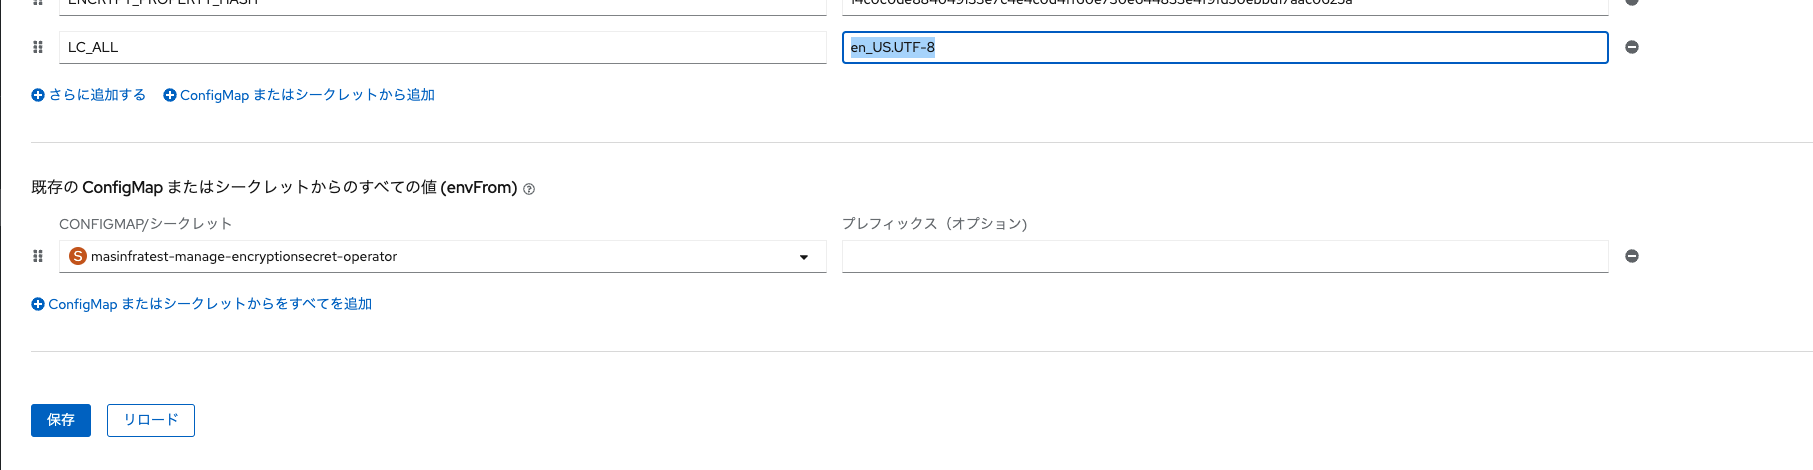 LC_ALL
en_US.UTF-8
さらに追加する
ConfigMap またはシークレットから追加
既存の ConfigMap またはシークレットからのすべての値 (envFrom)
CONFIGMAP/シークレット
プレフィックス（オプション）
S masinfratest-manage-encryptionsecret-operator
ConfigMap またはシークレットからをすべてを追加
保存
リロード